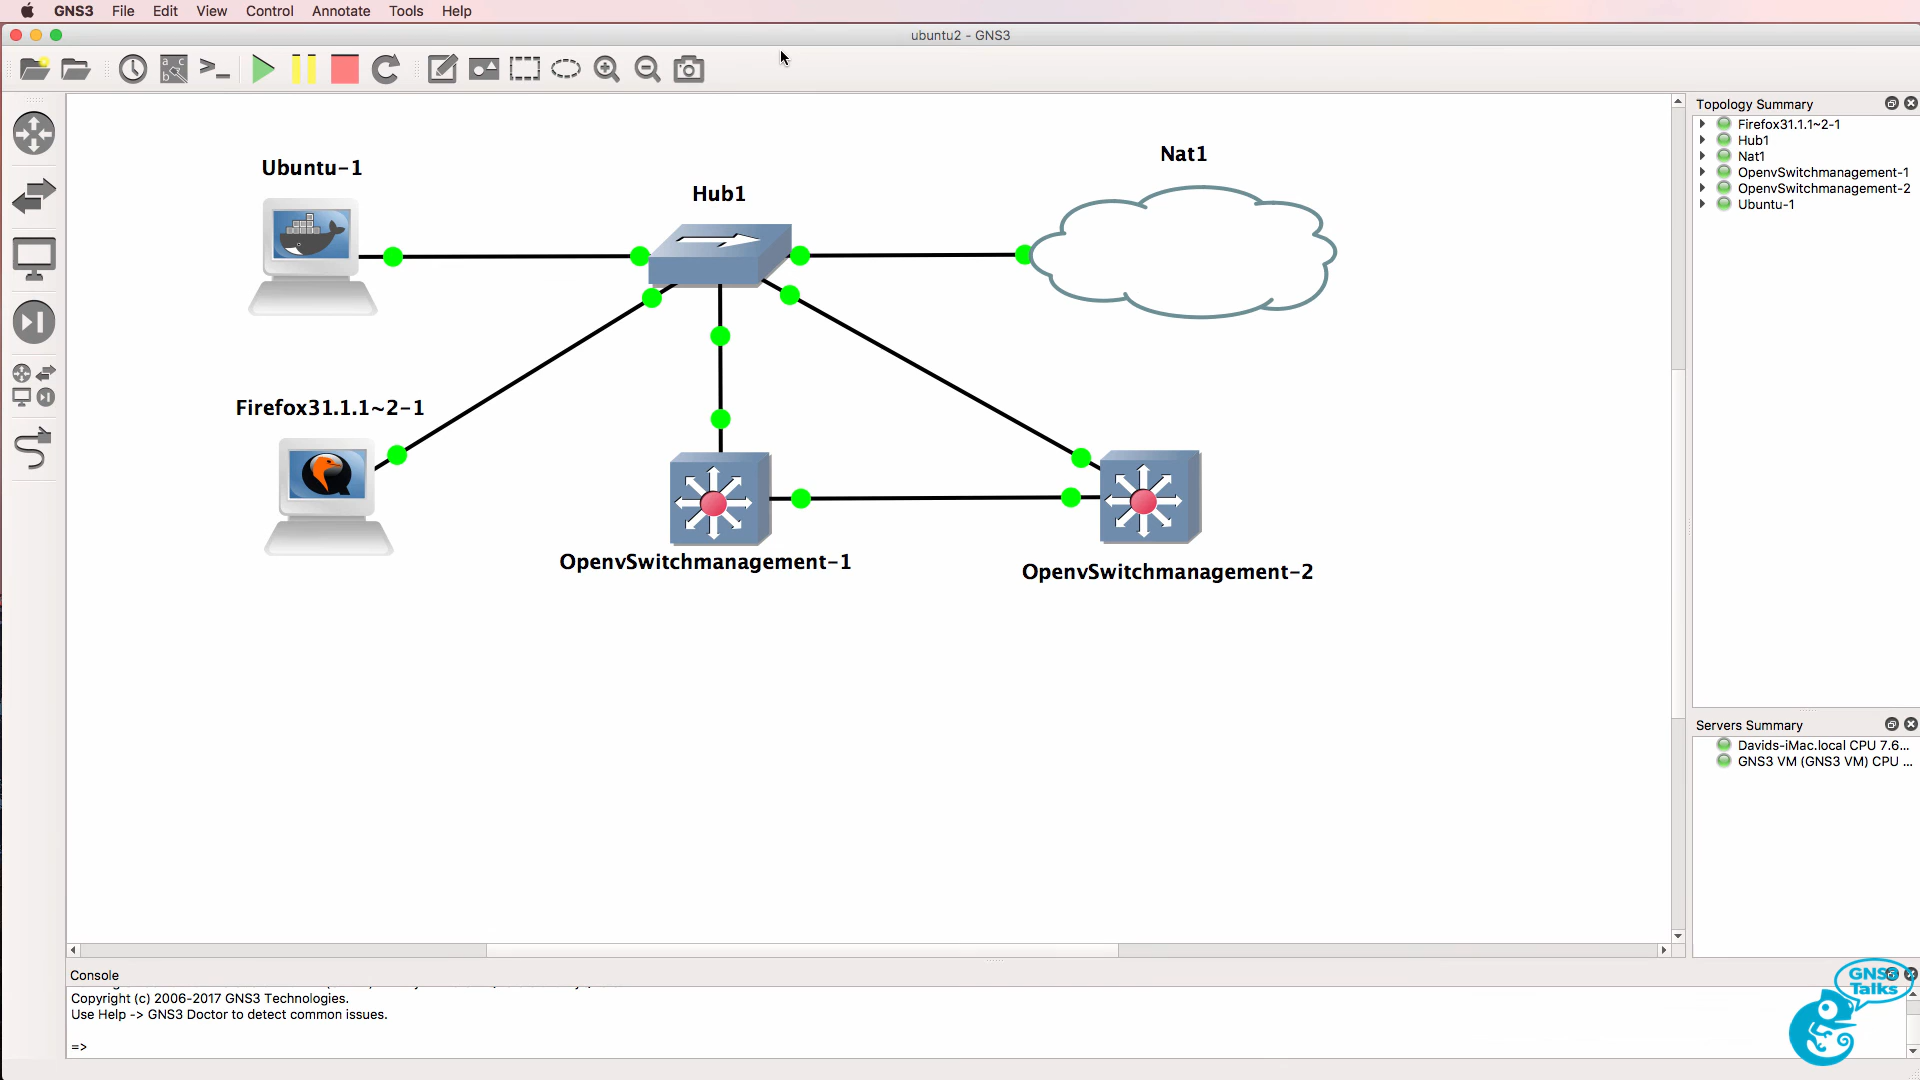 GNS3 File Edit View Control Annotate Tools Help
ubuntu2 - GNS3
Topology Summary
Firefox31.1.1~2-1
Hub1
Nat1
OpenvSwitchmanagement-1
OpenvSwitchmanagement-2
Ubuntu-1
Ubuntu-1
Hub1
Nat1
Firefox31.1.1~2-1
OpenvSwitchmanagement-1
OpenvSwitchmanagement-2
Servers Summary
Davids-iMac.local CPU 7.6...
GNS3 VM (GNS3 VM) CPU ...
Console
Copyright (c) 2006-2017 GNS3 Technologies.
Use Help -> GNS3 Doctor to detect common issues.
=>
GNS3
Talks